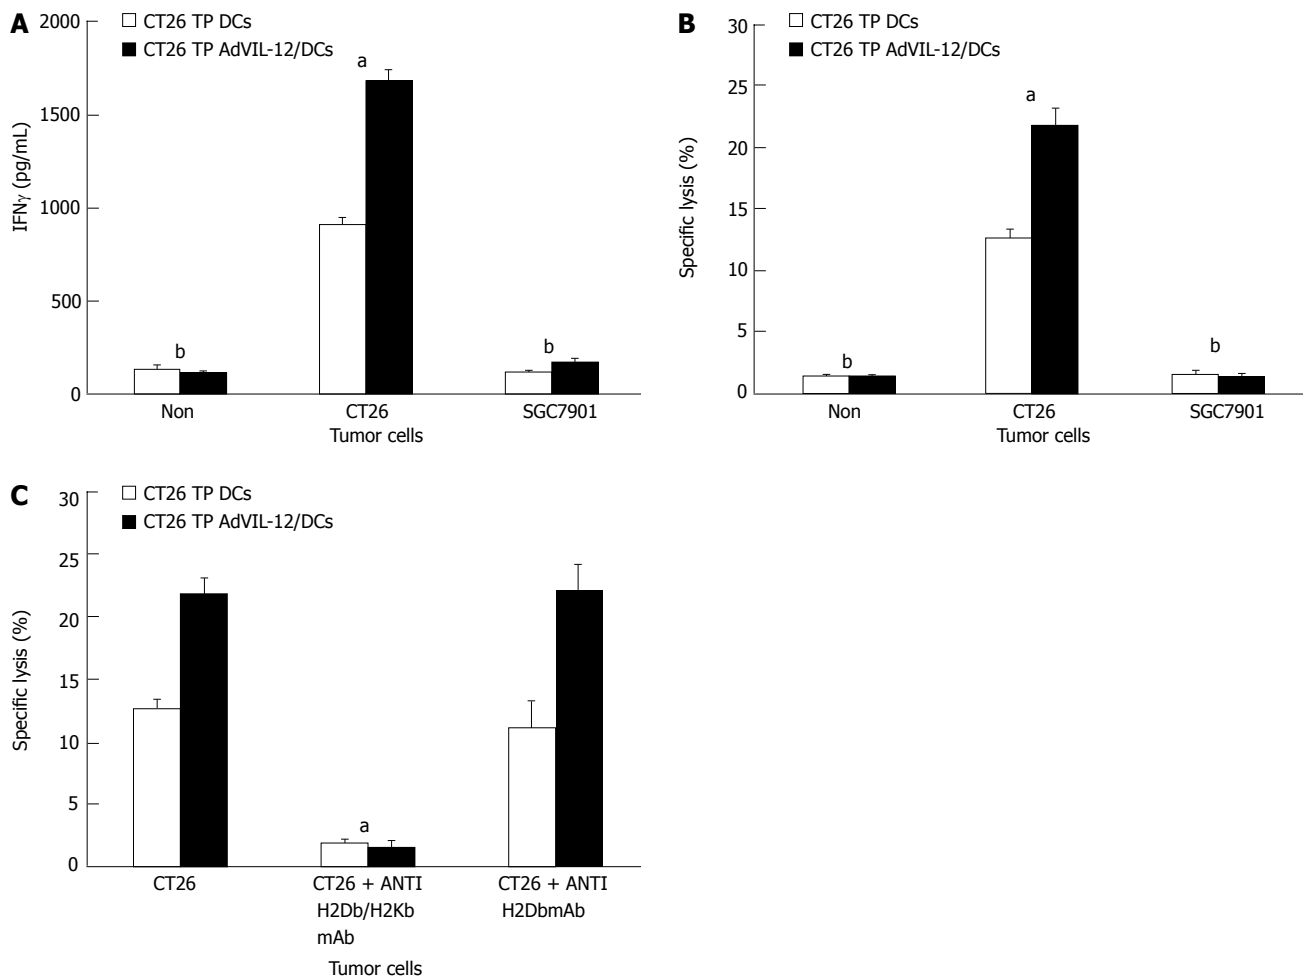 A
CT26 TP DCs
CT26 TP AdVIL-12/DCs
IFNγ (pg/mL)
2000
1500
1000
500
0
a
b
b
Non
CT26
SGC7901
Tumor cells
B
CT26 TP DCs
CT26 TP AdVIL-12/DCs
Specific lysis (%)
30
25
20
15
10
5
0
a
b
b
Non
CT26
SGC7901
Tumor cells
C
CT26 TP DCs
CT26 TP AdVIL-12/DCs
Specific lysis (%)
30
25
20
15
10
5
0
a
CT26
CT26 + ANTI
H2Db/H2Kb
mAb
CT26 + ANTI
H2DbmAb
Tumor cells